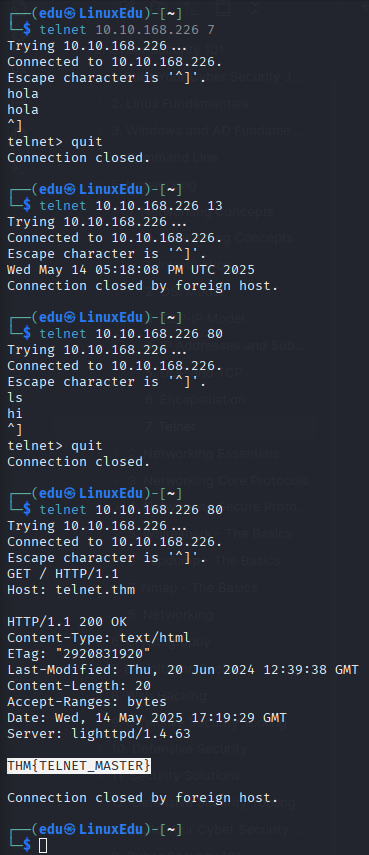 ┌──(edu㉿LinuxEdu)-[~]
└─$ telnet 10.10.168.226 7
Trying 10.10.168.226...
Connected to 10.10.168.226.
Escape character is '^]'.
hola
hola
^]
telnet> quit
Connection closed.
┌──(edu㉿LinuxEdu)-[~]
└─$ telnet 10.10.168.226 13
Trying 10.10.168.226...
Connected to 10.10.168.226.
Escape character is '^]'.
Wed May 14 05:18:08 PM UTC 2025
Connection closed by foreign host.
┌──(edu㉿LinuxEdu)-[~]
└─$ telnet 10.10.168.226 80
Trying 10.10.168.226...
Connected to 10.10.168.226.
Escape character is '^]'.
ls
hi
^]
telnet> quit
Connection closed.
┌──(edu㉿LinuxEdu)-[~]
└─$ telnet 10.10.168.226 80
Trying 10.10.168.226...
Connected to 10.10.168.226.
Escape character is '^]'.
GET / HTTP/1.1
Host: telnet.thm
HTTP/1.1 200 OK
Content-Type: text/html
ETag: "2920831920"
Last-Modified: Thu, 20 Jun 2024 12:39:38 GMT
Content-Length: 20
Accept-Ranges: bytes
Date: Wed, 14 May 2025 17:19:29 GMT
Server: lighttpd/1.4.63
THM{TELNET_MASTER}
Connection closed by foreign host.
┌──(edu㉿LinuxEdu)-[~]
└─$